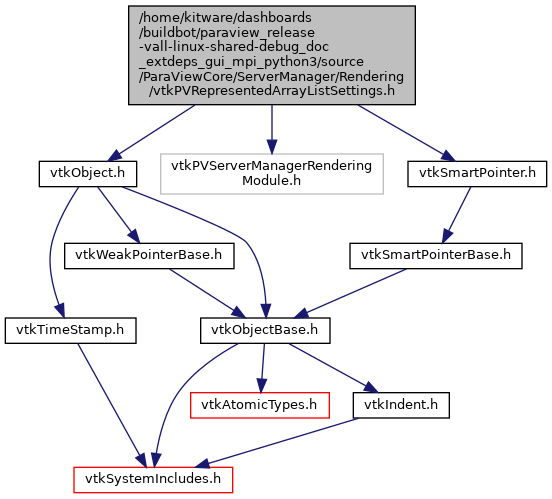 /home/kitware/dashboards
/buildbot/paraview_release
-vall-linux-shared-debug_doc
_extdeps_gui_mpi_python3/source
/ParaViewCore/ServerManager/Rendering
/vtkPVRepresentedArrayListSettings.h
vtkObject.h
vtkPVServerManagerRendering
Module.h
vtkSmartPointer.h
vtkWeakPointerBase.h
vtkSmartPointerBase.h
vtkTimeStamp.h
vtkObjectBase.h
vtkAtomicTypes.h
vtkIndent.h
vtkSystemIncludes.h